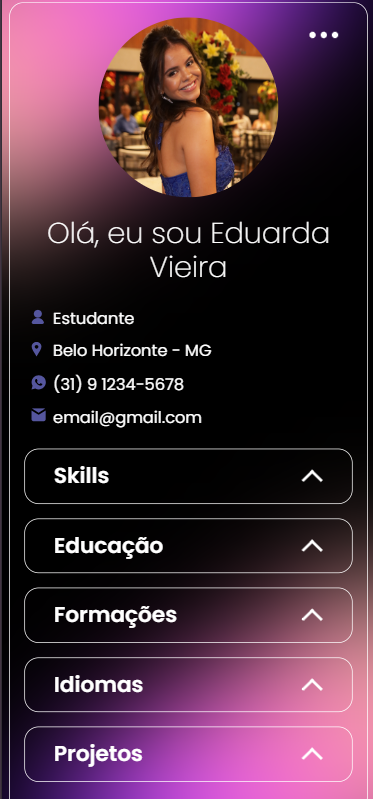 Olá, eu sou Eduarda
Vieira
Estudante
Belo Horizonte - MG
(31) 9 1234-5678
email@gmail.com
Skills
Educação
Formações
Idiomas
Projetos